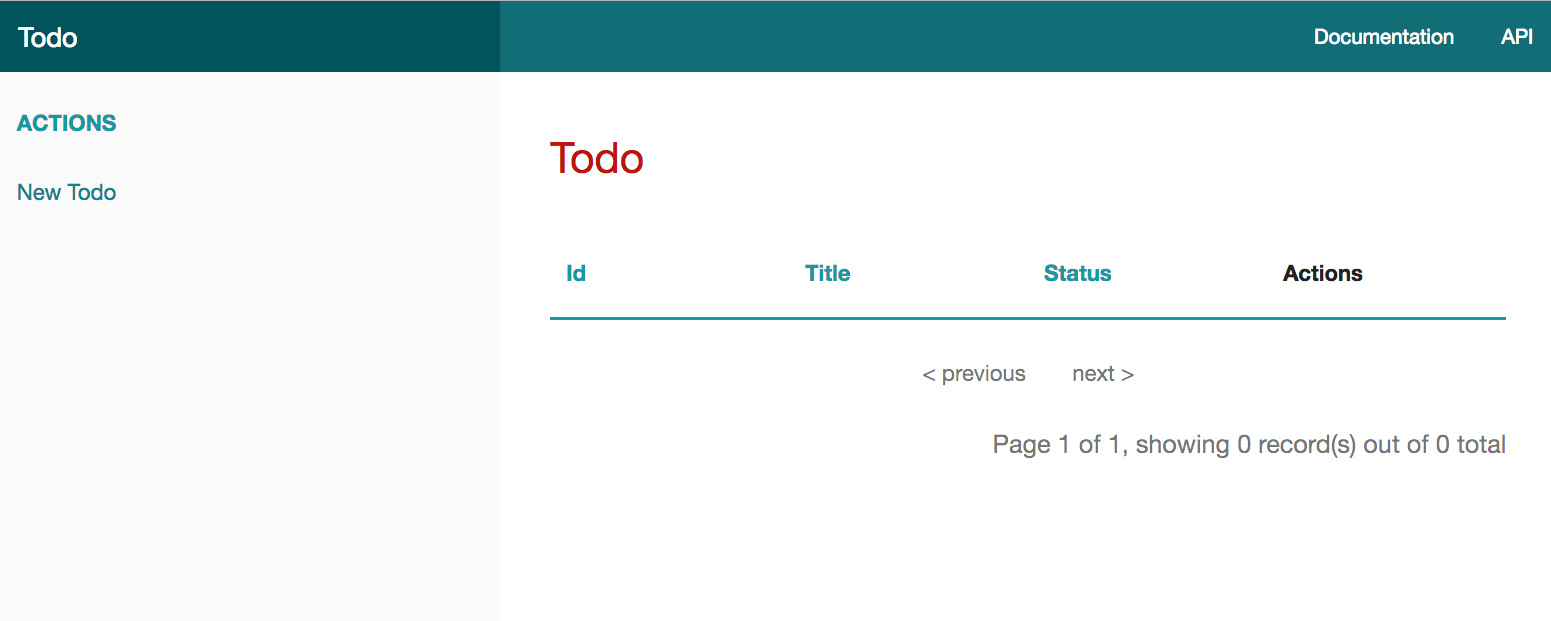 Todo
Documentation API
ACTIONS
New Todo
Todo
Id Title Status Actions
< previous next >
Page 1 of 1, showing 0 record(s) out of 0 total